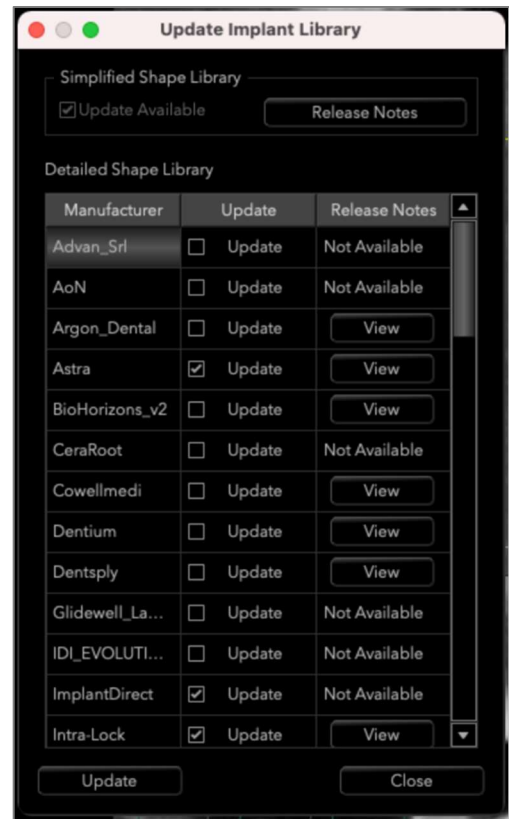 Update Implant Library
Simplified Shape Library
Update Available Release Notes
Detailed Shape Library
Manufacturer Update Release Notes
Advan_Srl Update Not Available
AoN Update Not Available
Argon_Dental Update View
Astra Update View
BioHorizons_v2 Update View
CeraRoot Update Not Available
Cowellmedi Update View
Dentium Update View
Dentsply Update View
Glidewell_La... Update Not Available
IDI_EVOLUTI... Update Not Available
ImplantDirect Update Not Available
Intra-Lock Update View
Update Close